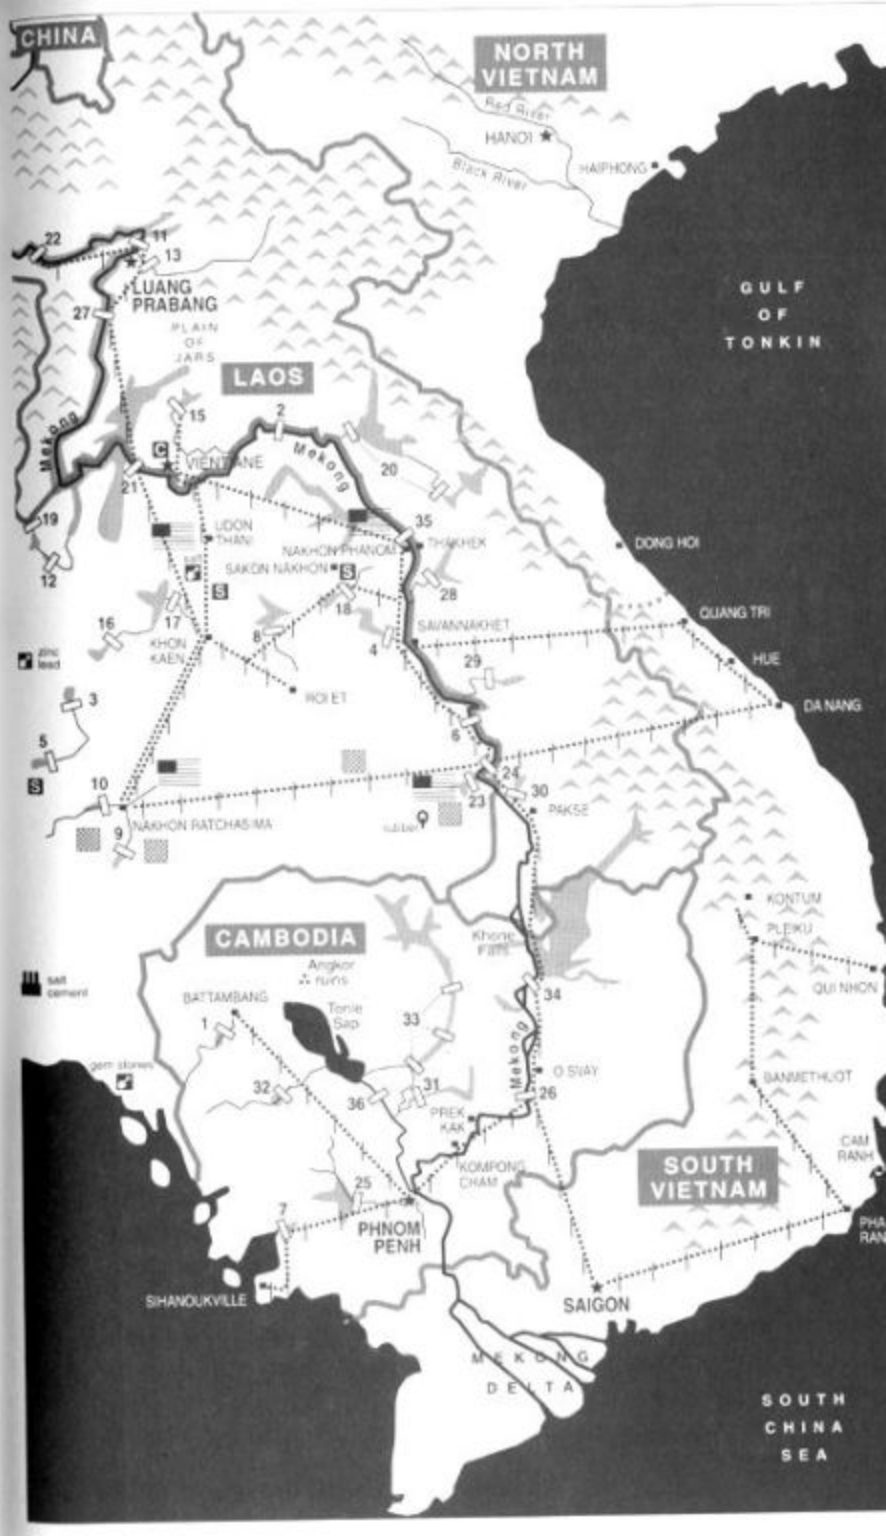 CHINA
NORTH
VIETNAM
Red River
HANOI
HAIPHONG
Black River
22
11
13
LUANG
PRABANG
27
PLAIN
OF
JARS
GULF
OF
TONKIN
LAOS
15
2
Mekong
Mekong
C
VIENTIANE
20
21
19
35
UDON
THANI
NAKHON PHANOM
THAKHEK
DONG HOI
salt
SAKON NAKHON
S
S
12
28
18
17
16
8
4
SAVANNAKHET
QUANG TRI
KHON
KAEN
zinc
lead
29
HUE
ROI ET
3
DA NANG
6
5
S
24
10
23
30
PAKSE
NAKHON RATCHASIMA
rubber
9
KONTUM
CAMBODIA
Khone
Falls
PLEIKU
Angkor
ruins
salt
cement
QUI NHON
BATTAMBANG
34
Tonle
Sap
1
33
Mekong
gem stones
O SVAY
BANMETHUOT
32
31
36
26
PREK
KAK
CAM
RANH
KOMPONG
CHAM
SOUTH
VIETNAM
25
7
PHNOM
PENH
PHA
RAN
SIHANOUKVILLE
SAIGON
MEKONG
DELTA
SOUTH
CHINA
SEA